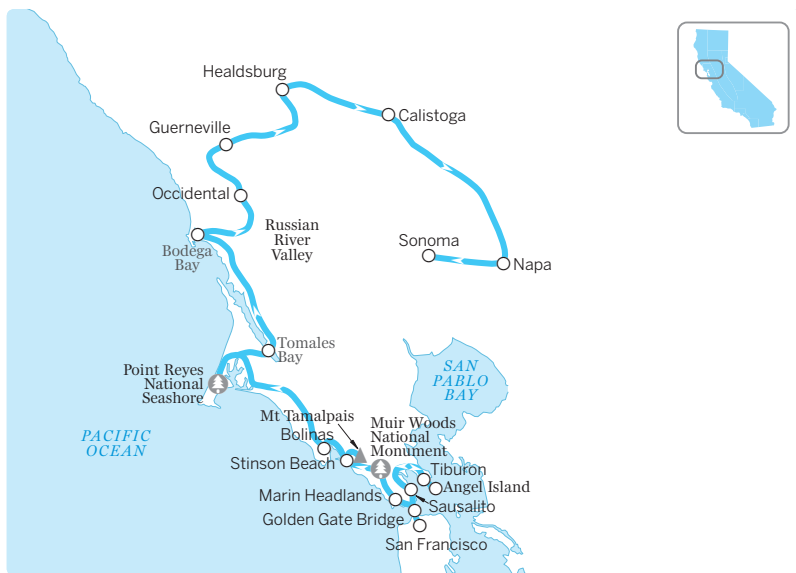 Healdsburg
Calistoga
Guerneville
Occidental
Russian
River
Valley
Sonoma
Napa
Bodega
Bay
Tomales
Bay
Point Reyes
National
Seashore
SAN
PABLO
BAY
PACIFIC
OCEAN
Mt Tamalpais
Bolinas
Muir Woods
National
Monument
Stinson Beach
Tiburon
Angel Island
Marin Headlands
Sausalito
Golden Gate Bridge
San Francisco